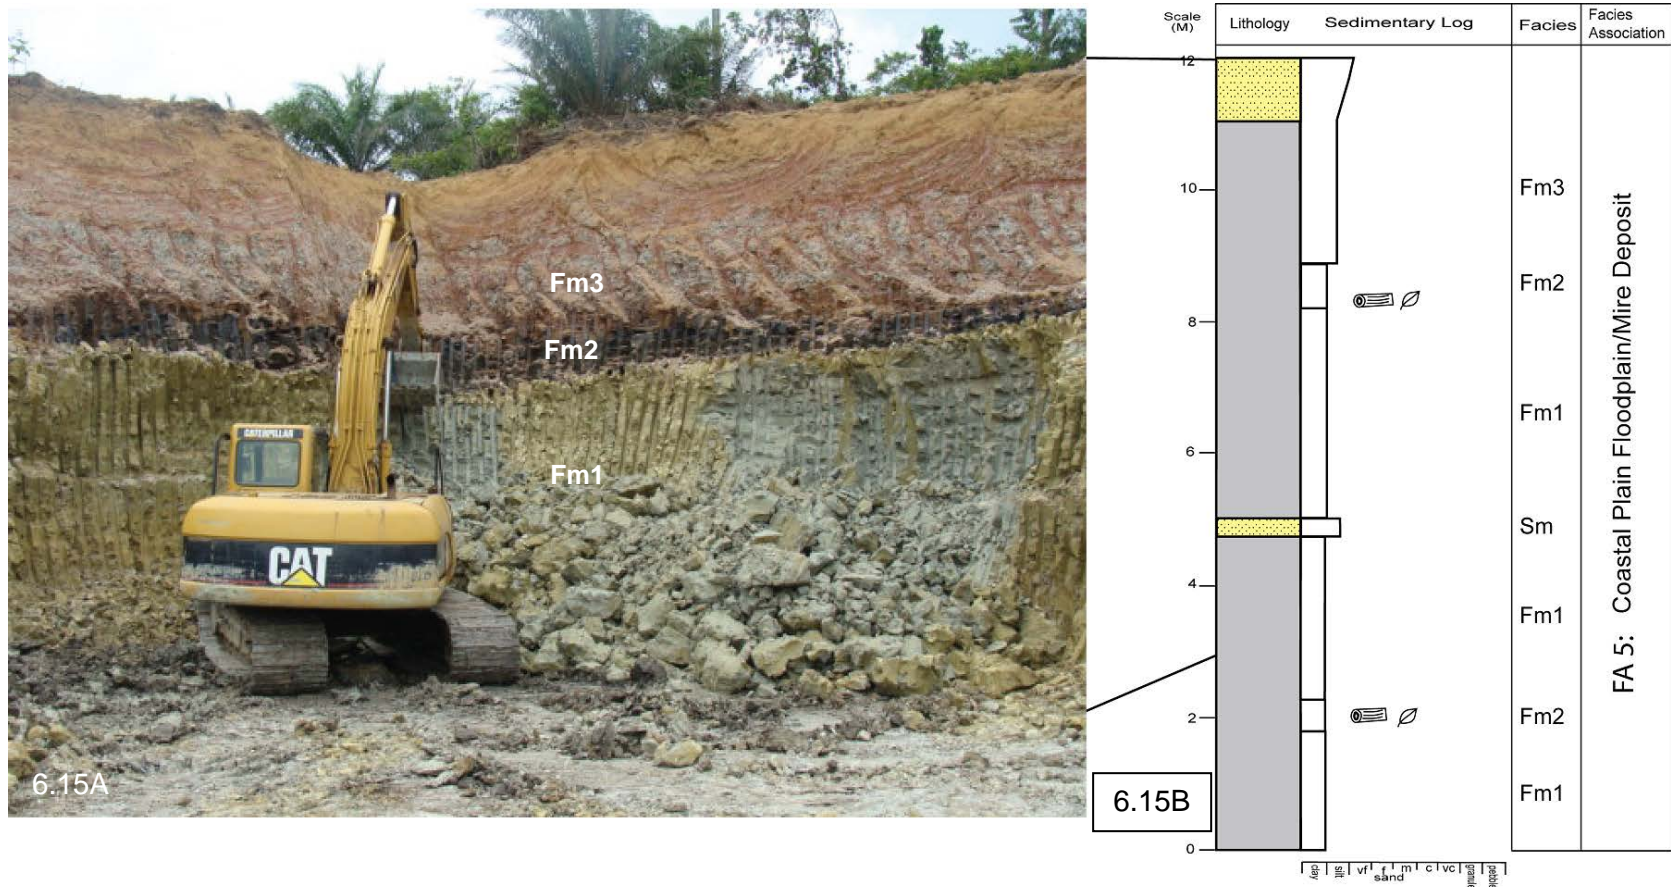 Fm3
Fm2
Fm1
CATERPILLAR
CAT
6.15A
Scale
(M)
Lithology
Sedimentary Log
Facies
Facies
Association
12
10
8
6
4
2
0
Fm3
Fm2
Fm1
Sm
Fm1
Fm2
Fm1
FA 5: Coastal Plain Floodplain/Mire Deposit
6.15B
clay silt vf f m c vc granule pebble
sand